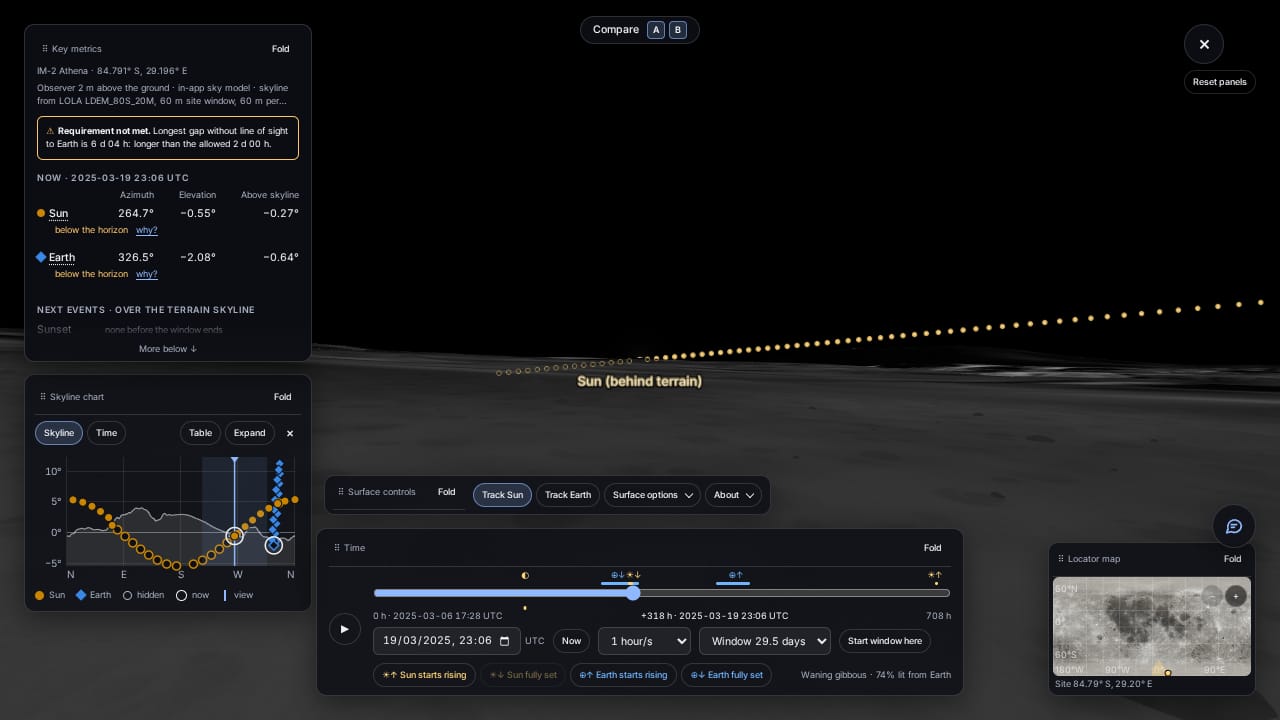 Compare A B
Reset panels
Key metrics Fold
IM-2 Athena · 84.791° S, 29.196° E
Observer 2 m above the ground · in-app sky model · skyline
from LOLA LDEM_80S_20M, 60 m site window, 60 m per...
⚠ Requirement not met. Longest gap without line of sight
to Earth is 6 d 04 h: longer than the allowed 2 d 00 h.
NOW · 2025-03-19 23:06 UTC
Azimuth Elevation Above skyline
Sun 264.7° −0.55° −0.27°
below the horizon why?
Earth 326.5° −2.08° −0.64°
below the horizon why?
NEXT EVENTS · OVER THE TERRAIN SKYLINE
Sunset none before the window ends
More below ↓
Sun (behind terrain)
Skyline chart Fold
Skyline Time Table Expand ×
10°
5°
0°
−5°
N E S W N
Sun Earth hidden now view
Surface controls Fold Track Sun Track Earth Surface options About
Time Fold
0 h · 2025-03-06 17:28 UTC +318 h · 2025-03-19 23:06 UTC 708 h
19/03/2025, 23:06 UTC Now 1 hour/s Window 29.5 days Start window here
☀↑ Sun starts rising ☀↓ Sun fully set ⊕↑ Earth starts rising ⊕↓ Earth fully set Waning gibbous · 74% lit from Earth
Locator map Fold
60°N
0°
60°S
180°W 90°W 0° 90°E
Site 84.79° S, 29.20° E